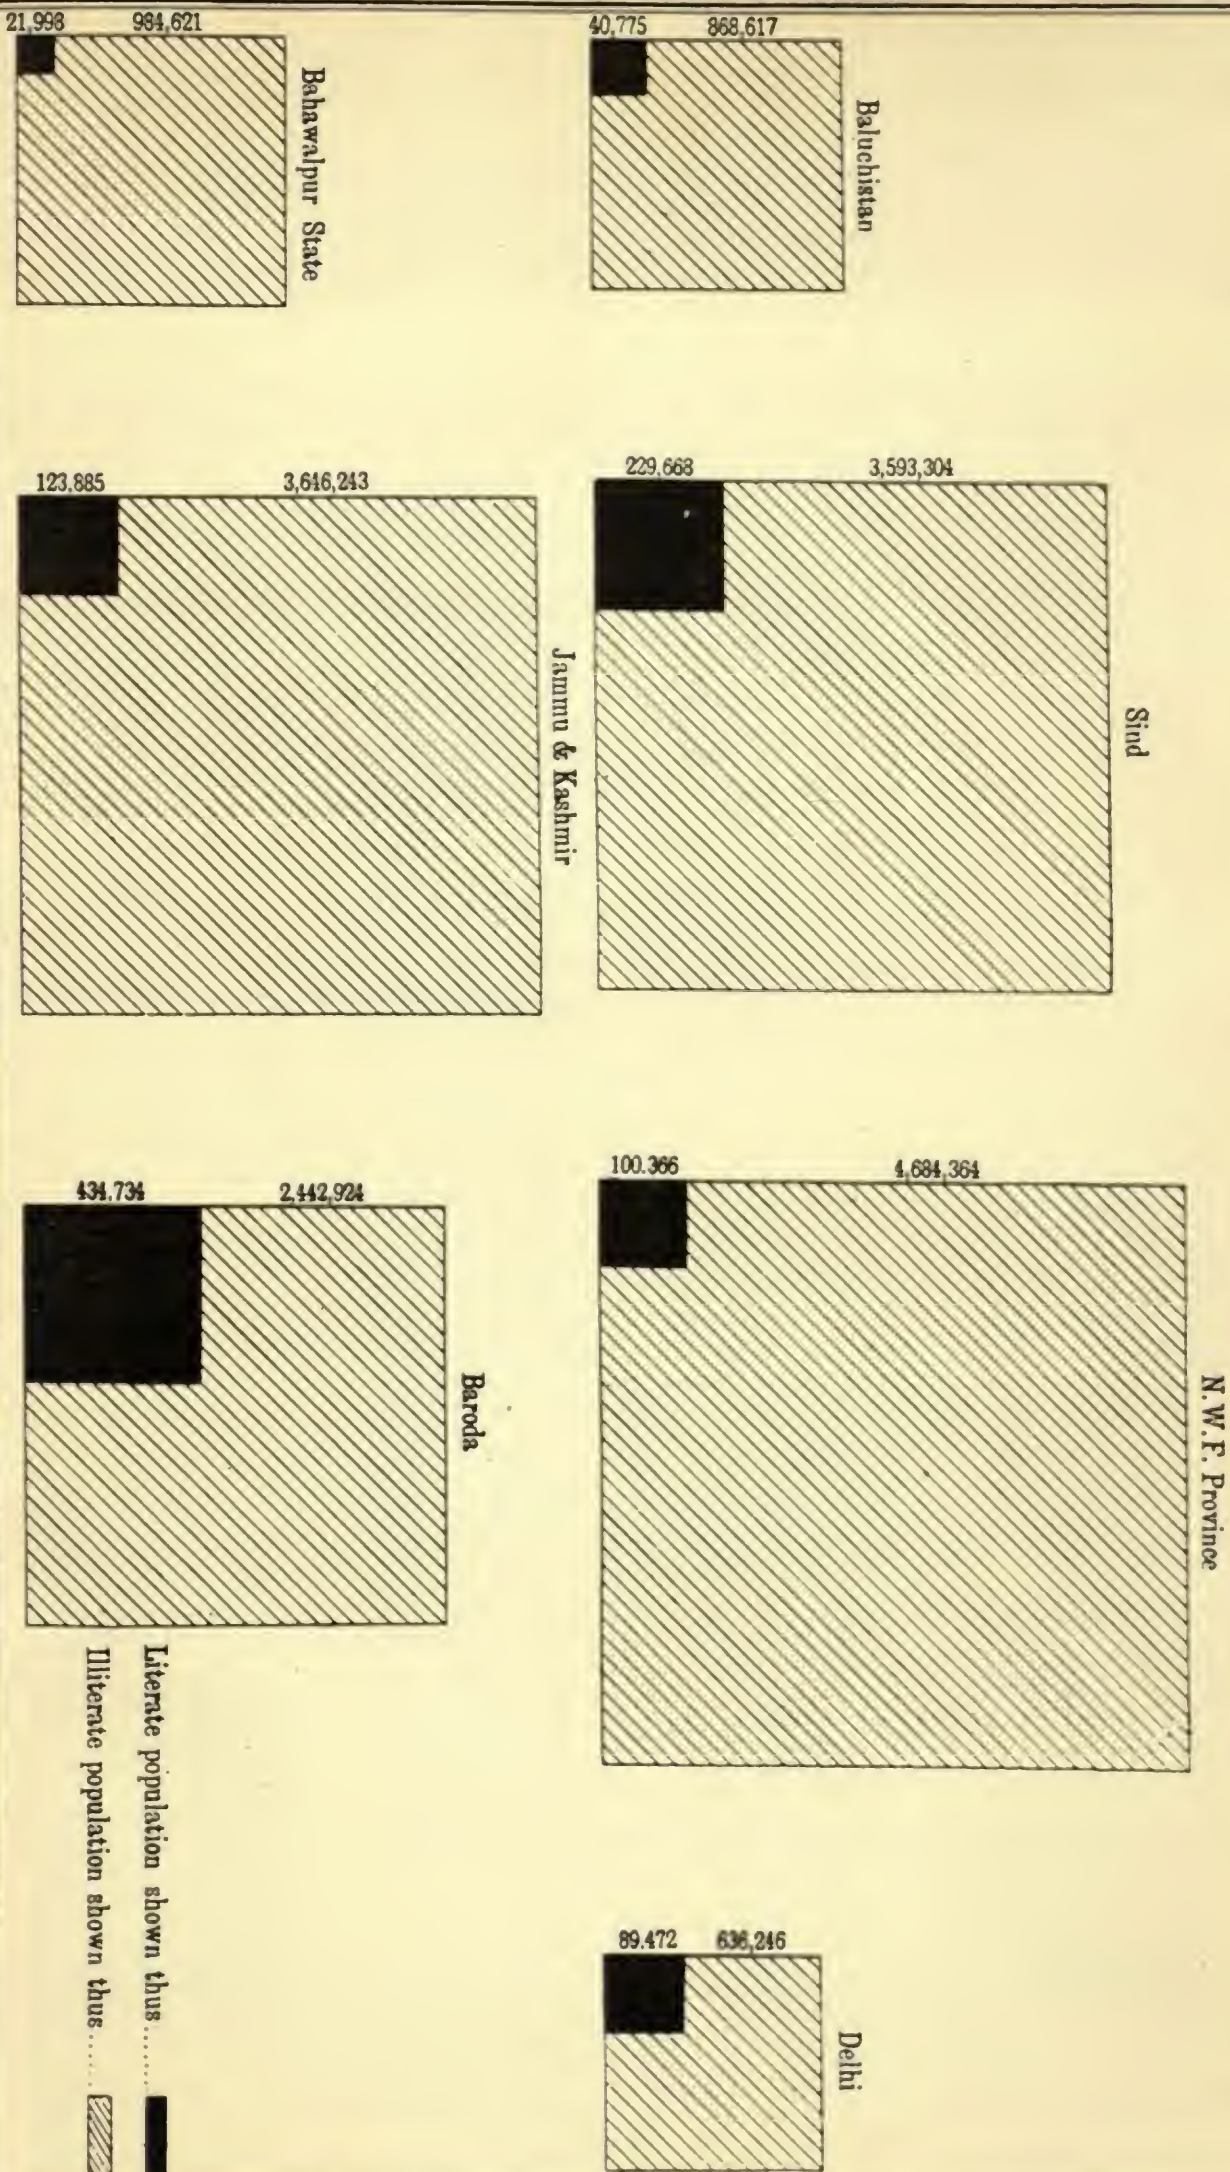 21,998 984,621
Bahawalpur State
40,775 868,617
Baluchistan
123,885 3,646,243
Jammu & Kashmir
229,668 3,593,304
Sind
434,734 2,442,924
Baroda
100.366 4,684,364
N.W.F. Province
89.472 636,246
Delhi
Literate population shown thus........
Illiterate population shown thus......